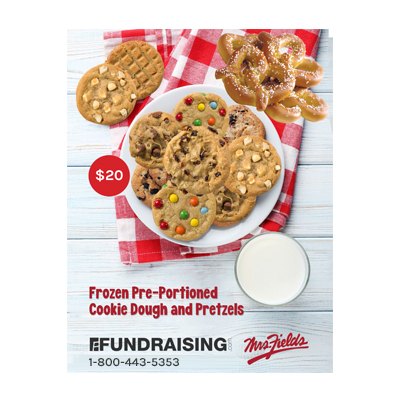 $20
Frozen Pre-Portioned
Cookie Dough and Pretzels
FUNDRAISING.com
Mrs. Fields
1-800-443-5353